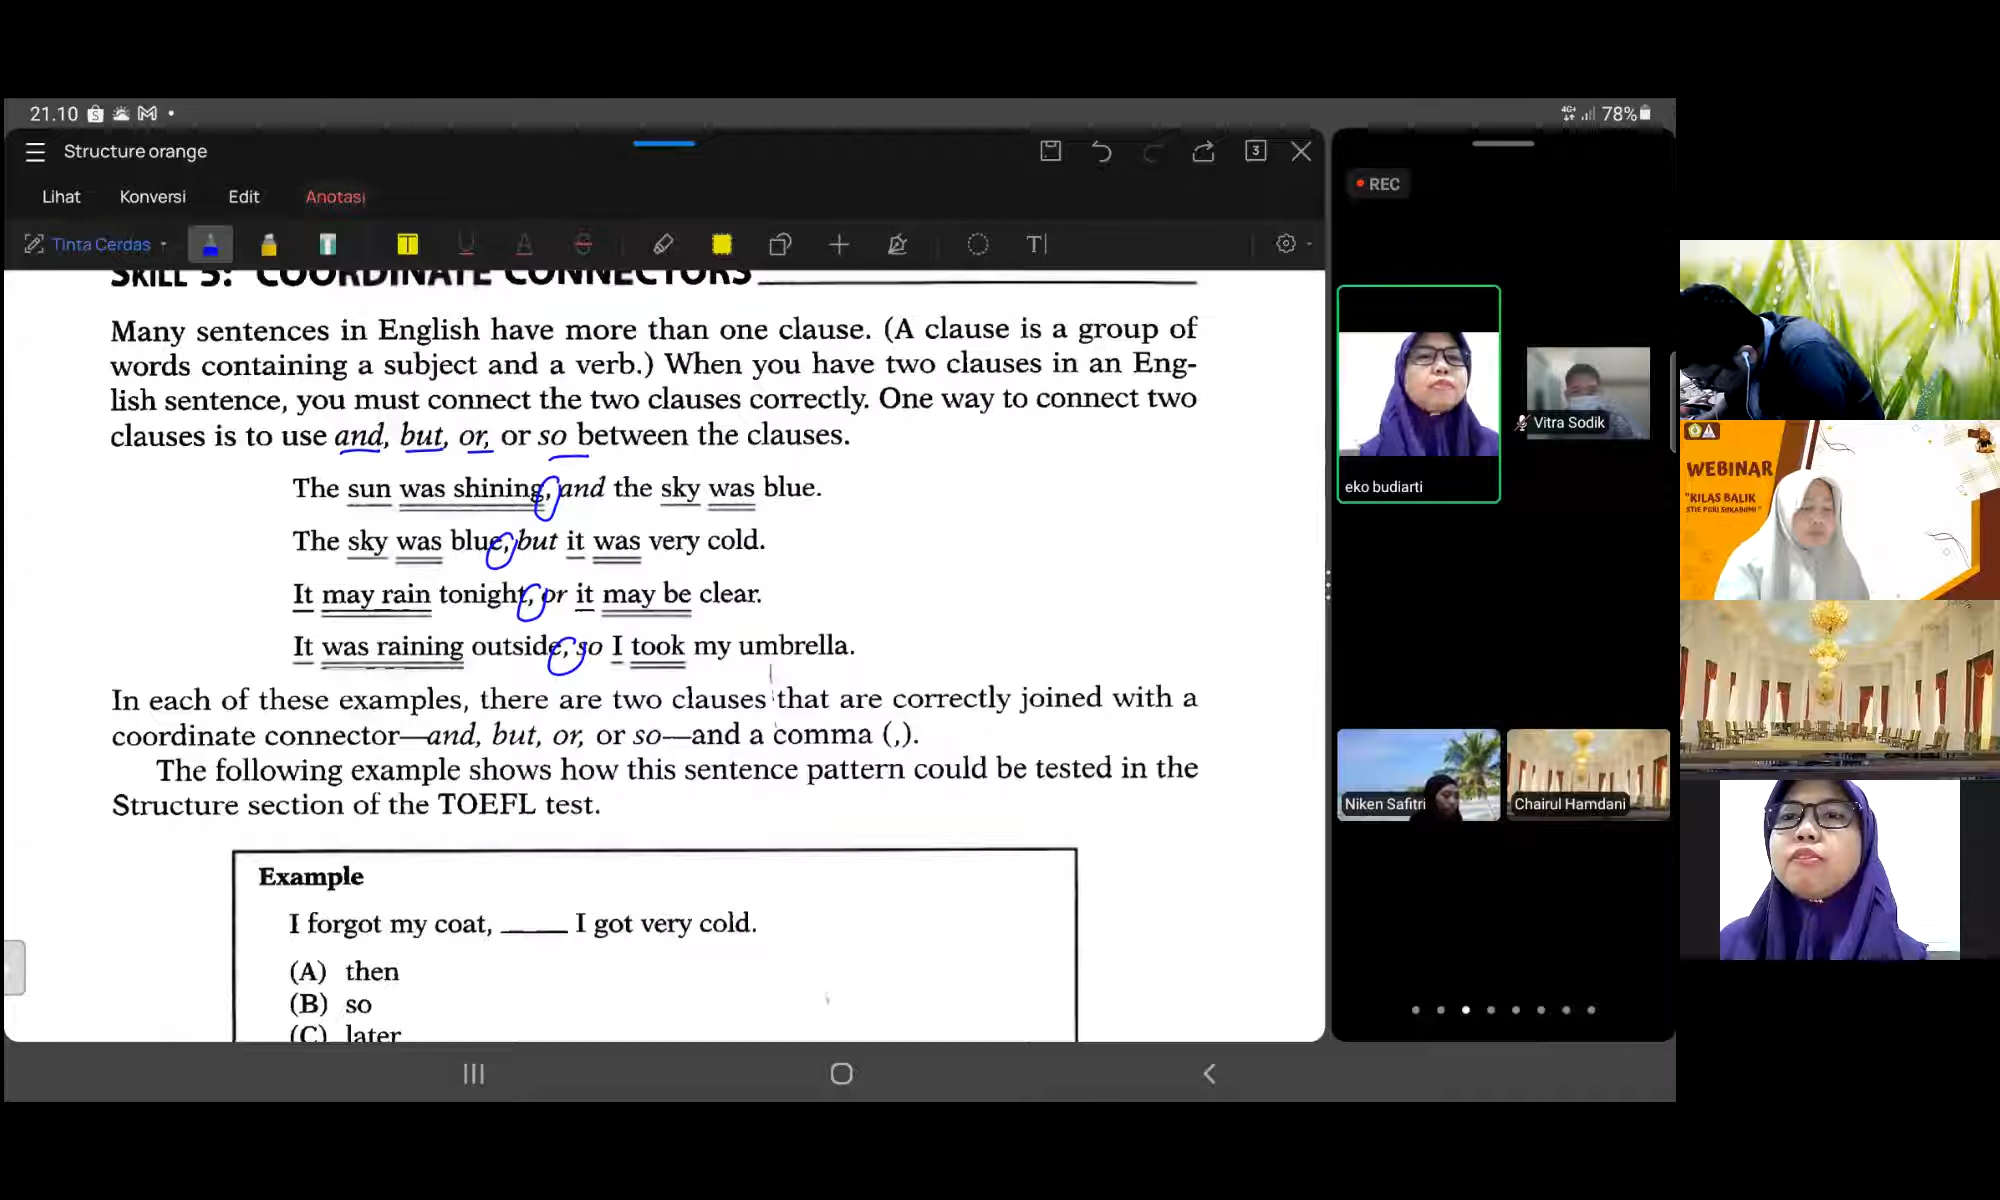 21.10
78%
Structure orange
3
Lihat Konversi Edit Anotasi
Tinta Cerdas
SKILL 5: COORDINATE CONNECTORS
Many sentences in English have more than one clause. (A clause is a group of
words containing a subject and a verb.) When you have two clauses in an Eng-
lish sentence, you must connect the two clauses correctly. One way to connect two
clauses is to use and, but, or, or so between the clauses.
The sun was shining, and the sky was blue.
The sky was blue, but it was very cold.
It may rain tonight, or it may be clear.
It was raining outside, so I took my umbrella.
In each of these examples, there are two clauses that are correctly joined with a
coordinate connector—and, but, or, or so—and a comma (,).
The following example shows how this sentence pattern could be tested in the
Structure section of the TOEFL test.
Example
I forgot my coat, ____ I got very cold.
(A) then
(B) so
(C) later
REC
eko budiarti
Vitra Sodik
Niken Safitri
Chairul Hamdani
WEBINAR
"KILAS BALIK
STIE PGRI SUKABUMI"